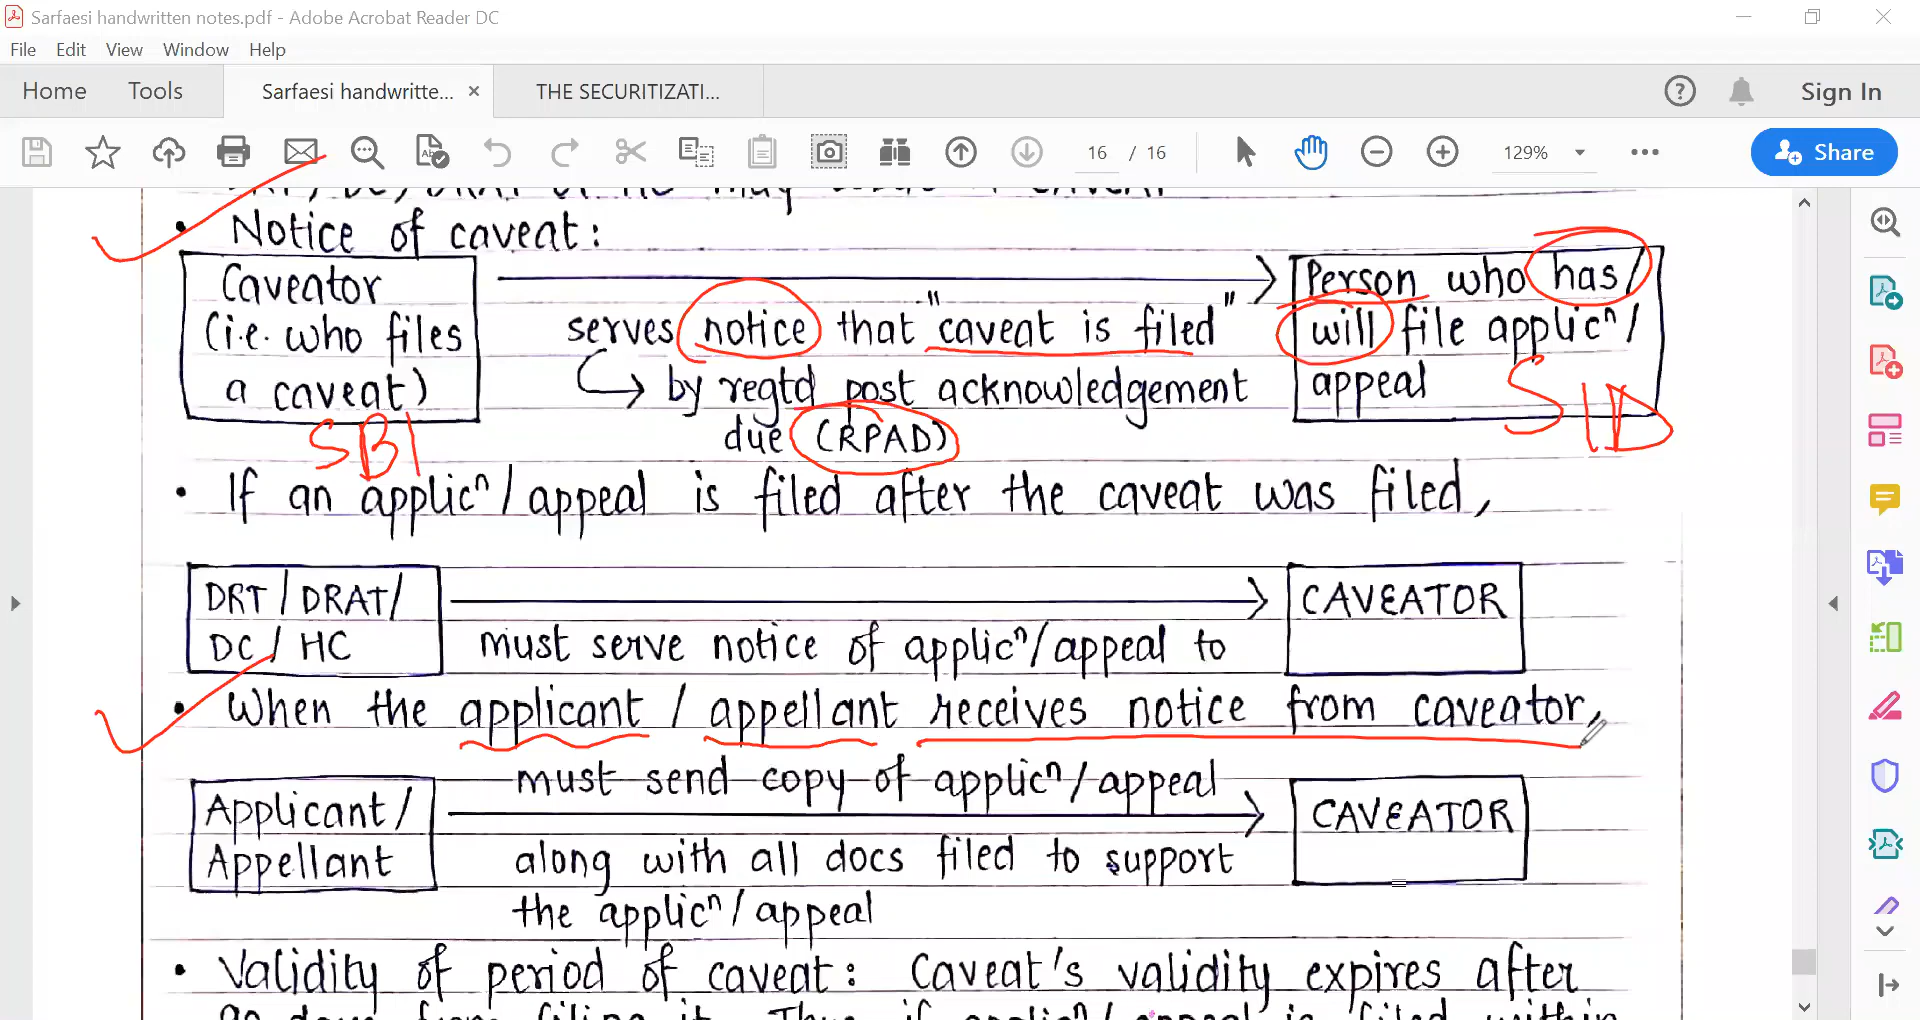 Sarfaesi handwritten notes.pdf - Adobe Acrobat Reader DC
File Edit View Window Help
Home Tools Sarfaesi handwritte... × THE SECURITIZATI... Sign In
16 / 16 129% Share
• Notice of caveat:
Caveator
(i.e. who files
a caveat)
serves notice that "caveat is filed"
by regtd post acknowledgement
due (RPAD)
Person who has/
will file applicⁿ/
appeal
SBI
SID
• If an applicⁿ/appeal is filed after the caveat was filed,
DRT/DRAT/
DC/HC
must serve notice of applicⁿ/appeal to
CAVEATOR
• When the applicant / appellant receives notice from caveator,
Applicant/
Appellant
must send copy of applicⁿ/appeal
along with all docs filed to support
the applicⁿ/appeal
CAVEATOR
• Validity of period of caveat: Caveat's validity expires after